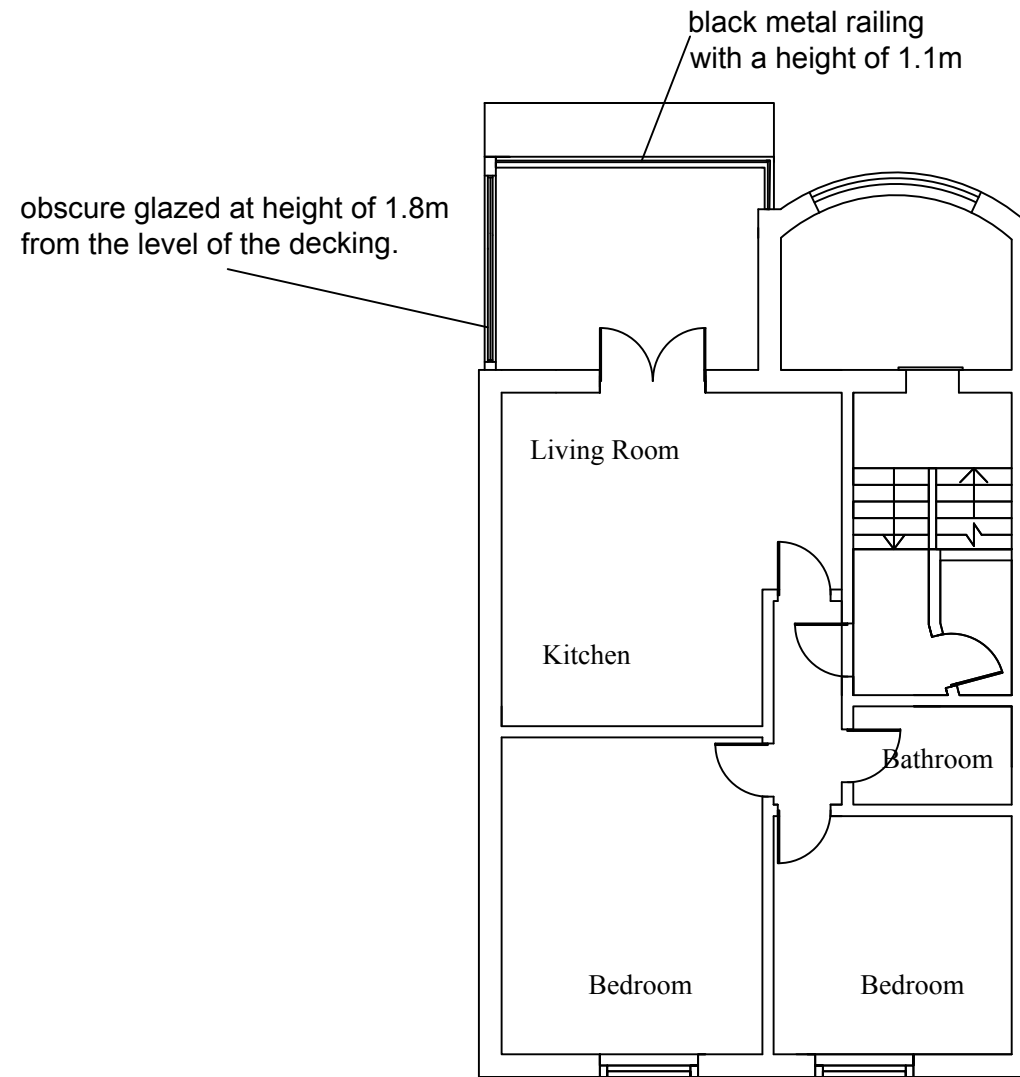 black metal railing
with a height of 1.1m
obscure glazed at height of 1.8m
from the level of the decking.
Living Room
Kitchen
Bathroom
Bedroom
Bedroom